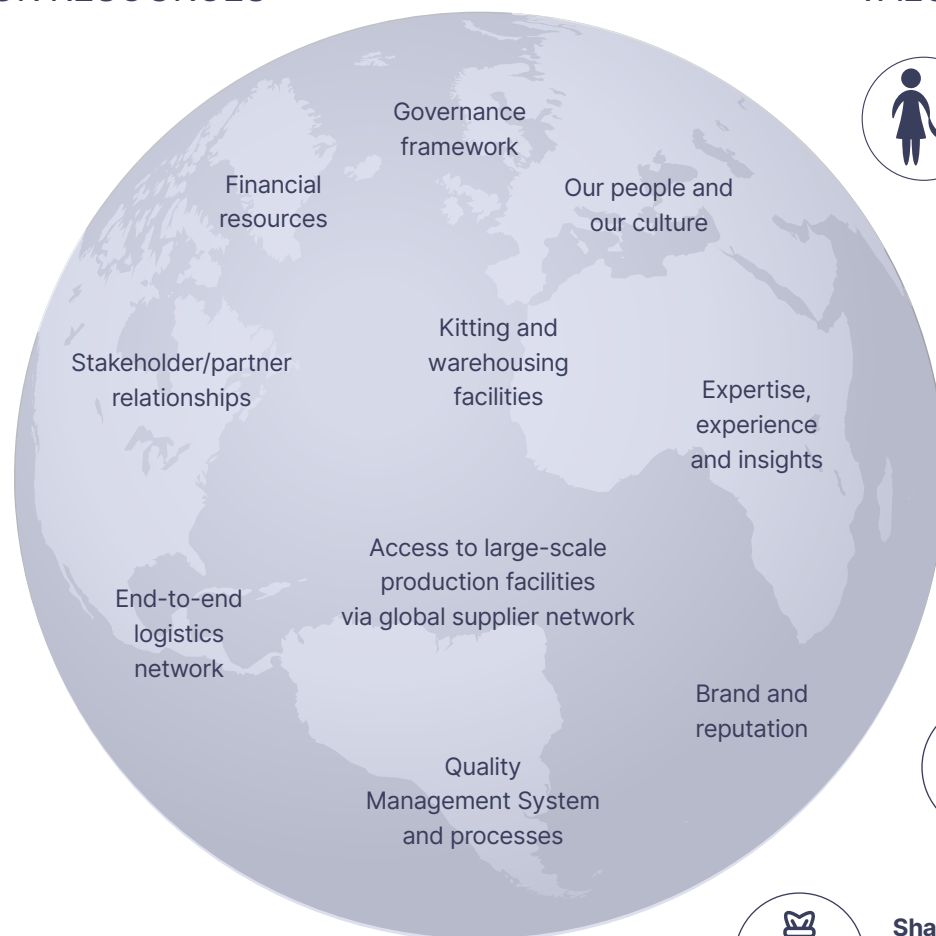 RESOURCES
Governance
framework
Financial
resources
Our people and
our culture
Kitting and
warehousing
facilities
Stakeholder/partner
relationships
Expertise,
experience
and insights
Access to large-scale
production facilities
via global supplier network
End-to-end
logistics
network
Brand and
reputation
Quality
Management System
and processes
Sha